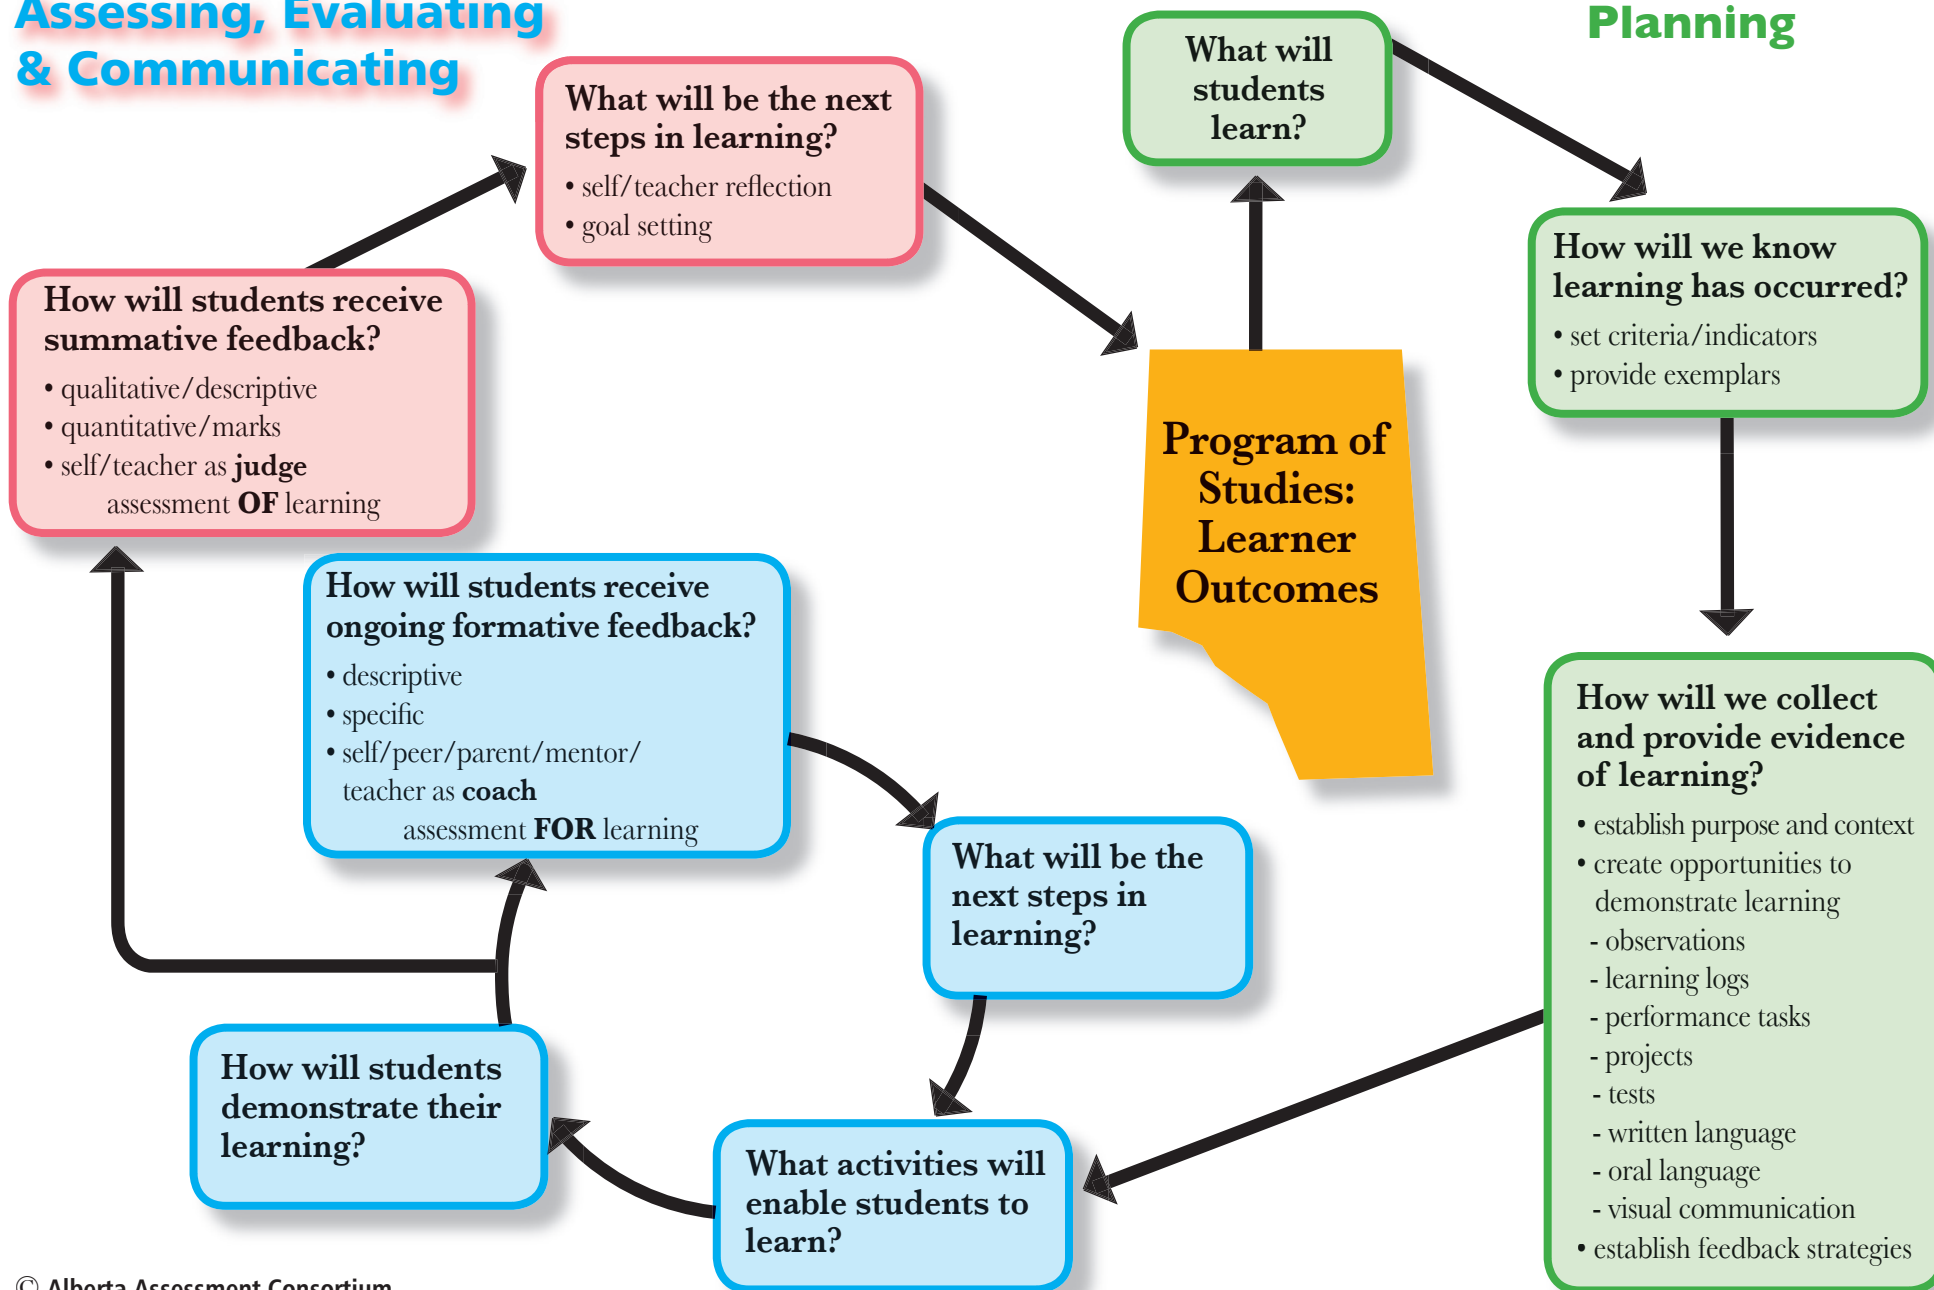 Assessing, Evaluating
& Communicating
Planning
What will
students
learn?
How will we know
learning has occurred?
• set criteria/indicators
• provide exemplars
How will we collect
and provide evidence
of learning?
• establish purpose and context
• create opportunities to
demonstrate learning
- observations
- learning logs
- performance tasks
- projects
- tests
- written language
- oral language
- visual communication
• establish feedback strategies
What activities will
enable students to
learn?
How will students
demonstrate their
learning?
How will students receive
ongoing formative feedback?
• descriptive
• specific
• self/peer/parent/mentor/
teacher as coach
assessment FOR learning
What will be the
next steps in
learning?
How will students receive
summative feedback?
• qualitative/descriptive
• quantitative/marks
• self/teacher as judge
assessment OF learning
What will be the next
steps in learning?
• self/teacher reflection
• goal setting
Program of
Studies:
Learner
Outcomes
© Alberta Assessment Consortium